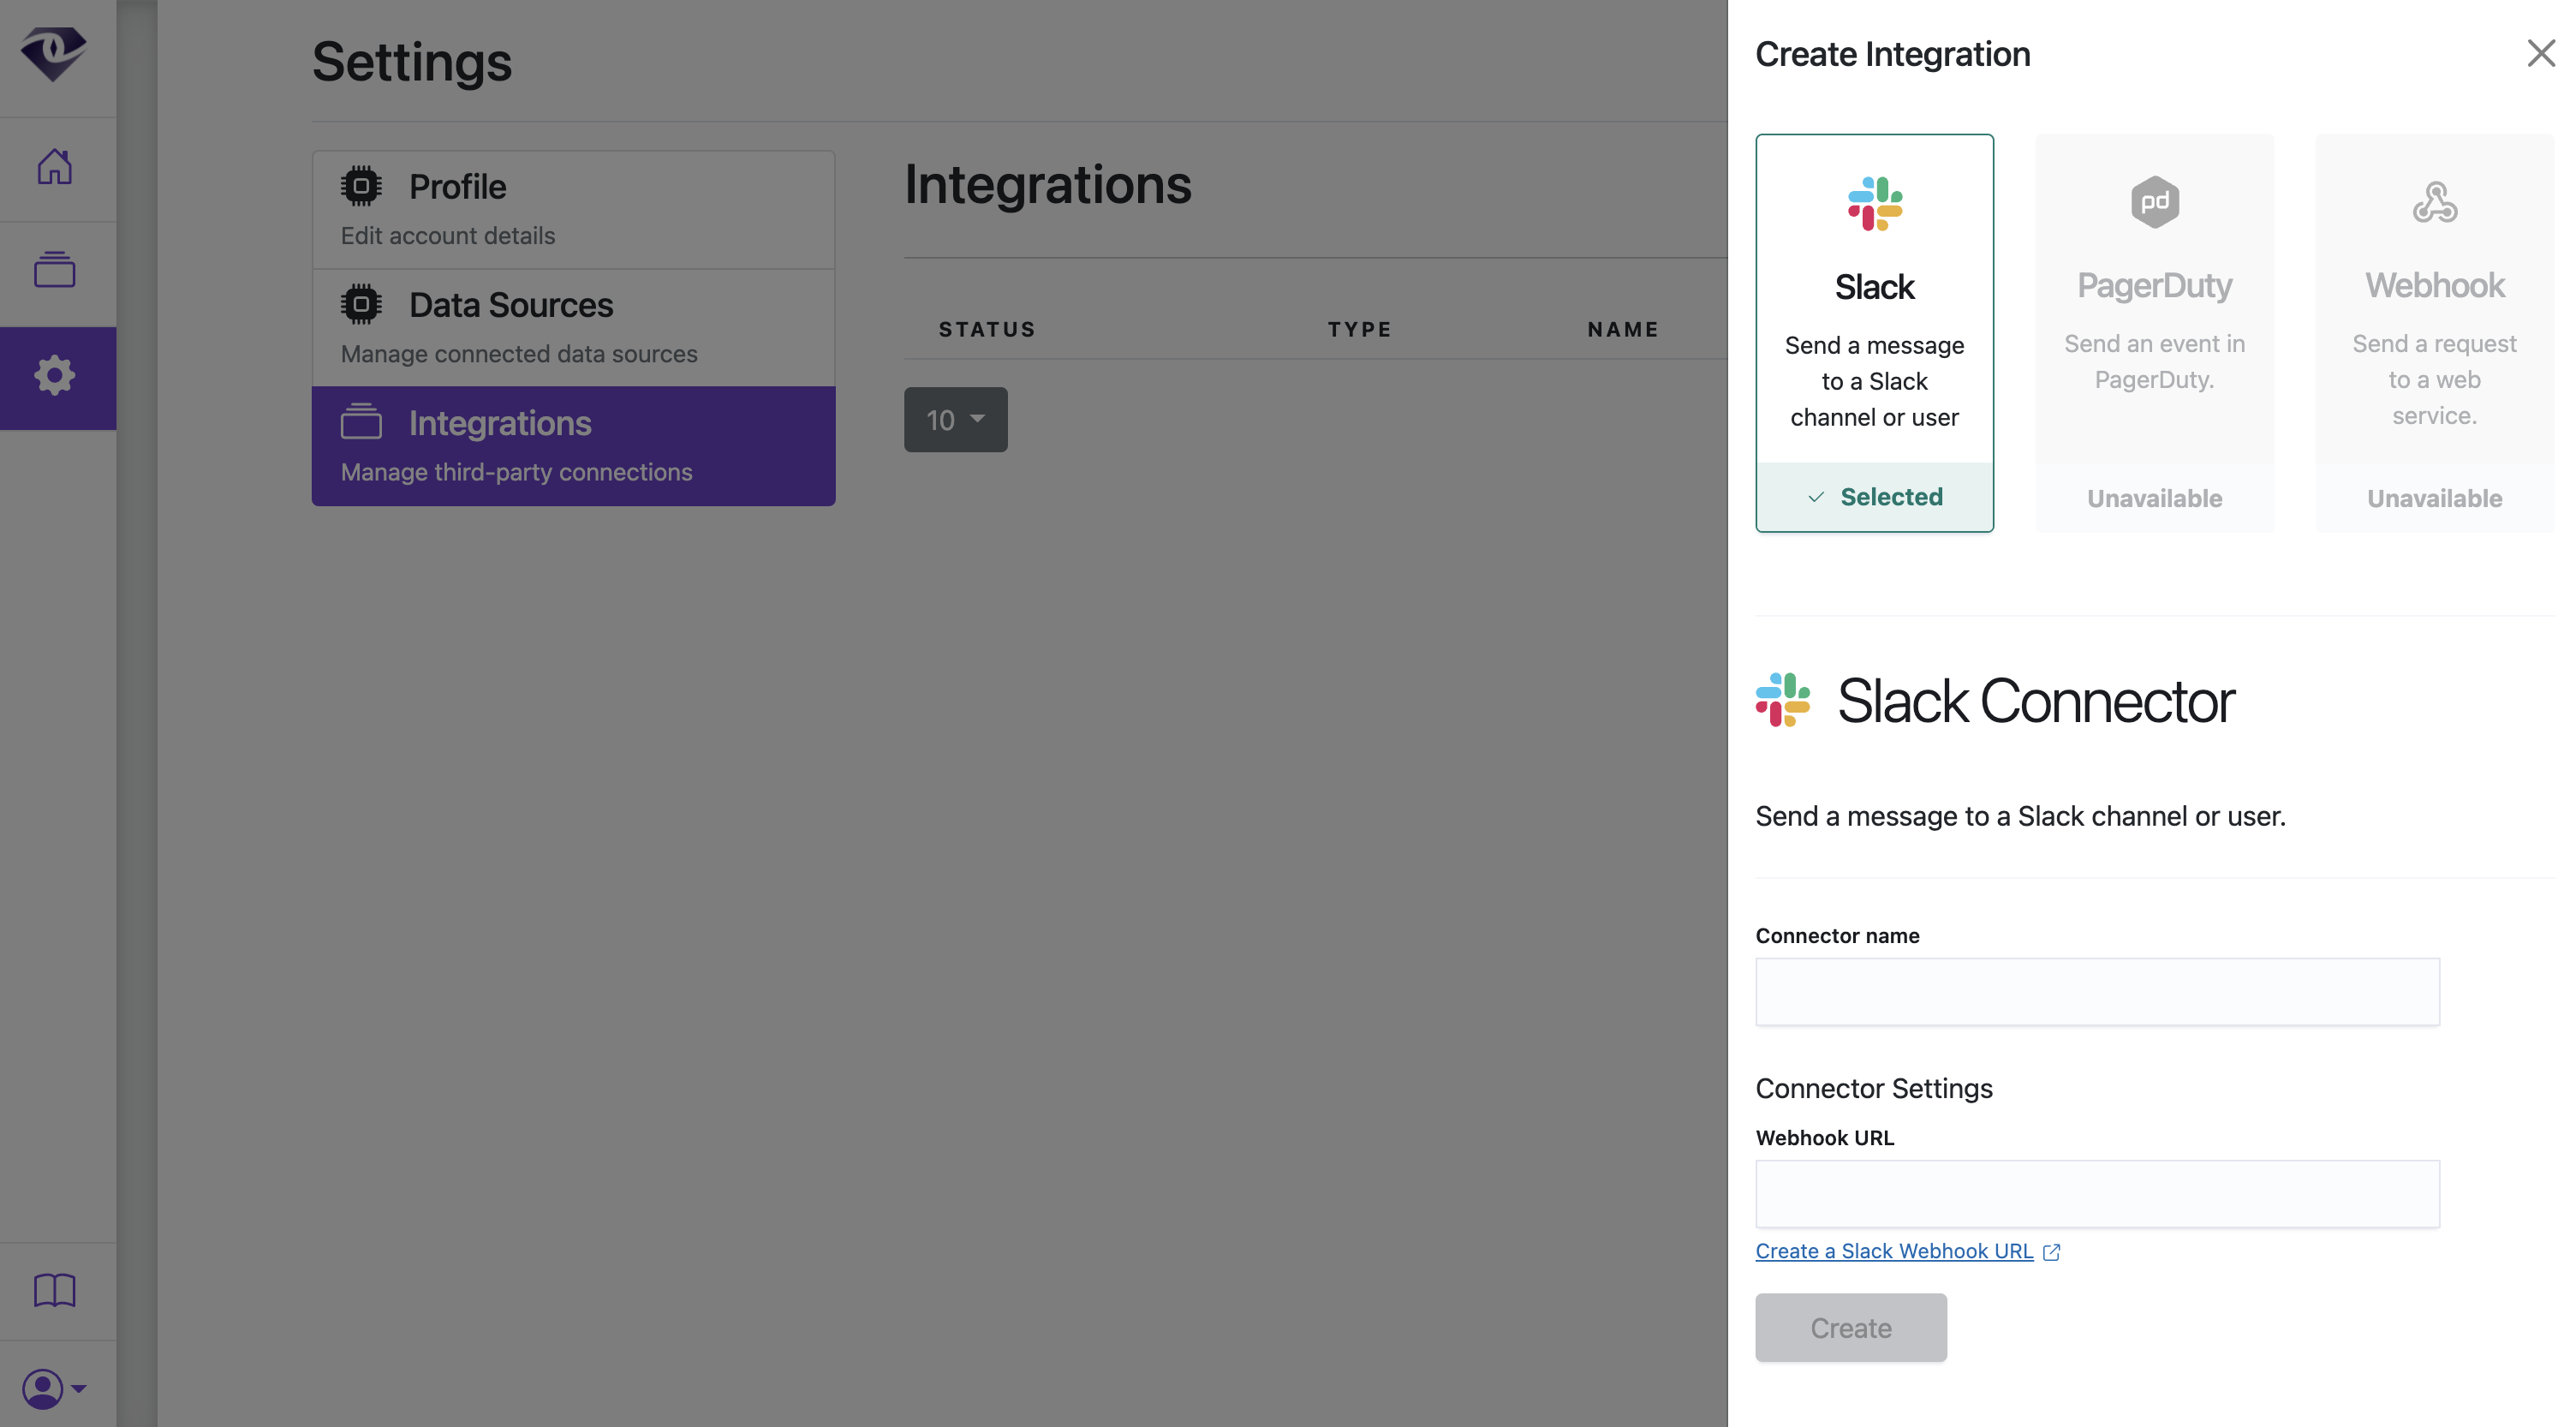 Settings
Profile
Edit account details
Data Sources
Manage connected data sources
Integrations
Manage third-party connections
Integrations
STATUS TYPE NAME
10
Create Integration
Slack
Send a message
to a Slack
channel or user
Selected
pd
PagerDuty
Send an event in
PagerDuty.
Unavailable
Webhook
Send a request
to a web
service.
Unavailable
Slack Connector
Send a message to a Slack channel or user.
Connector name
Connector Settings
Webhook URL
Create a Slack Webhook URL
Create